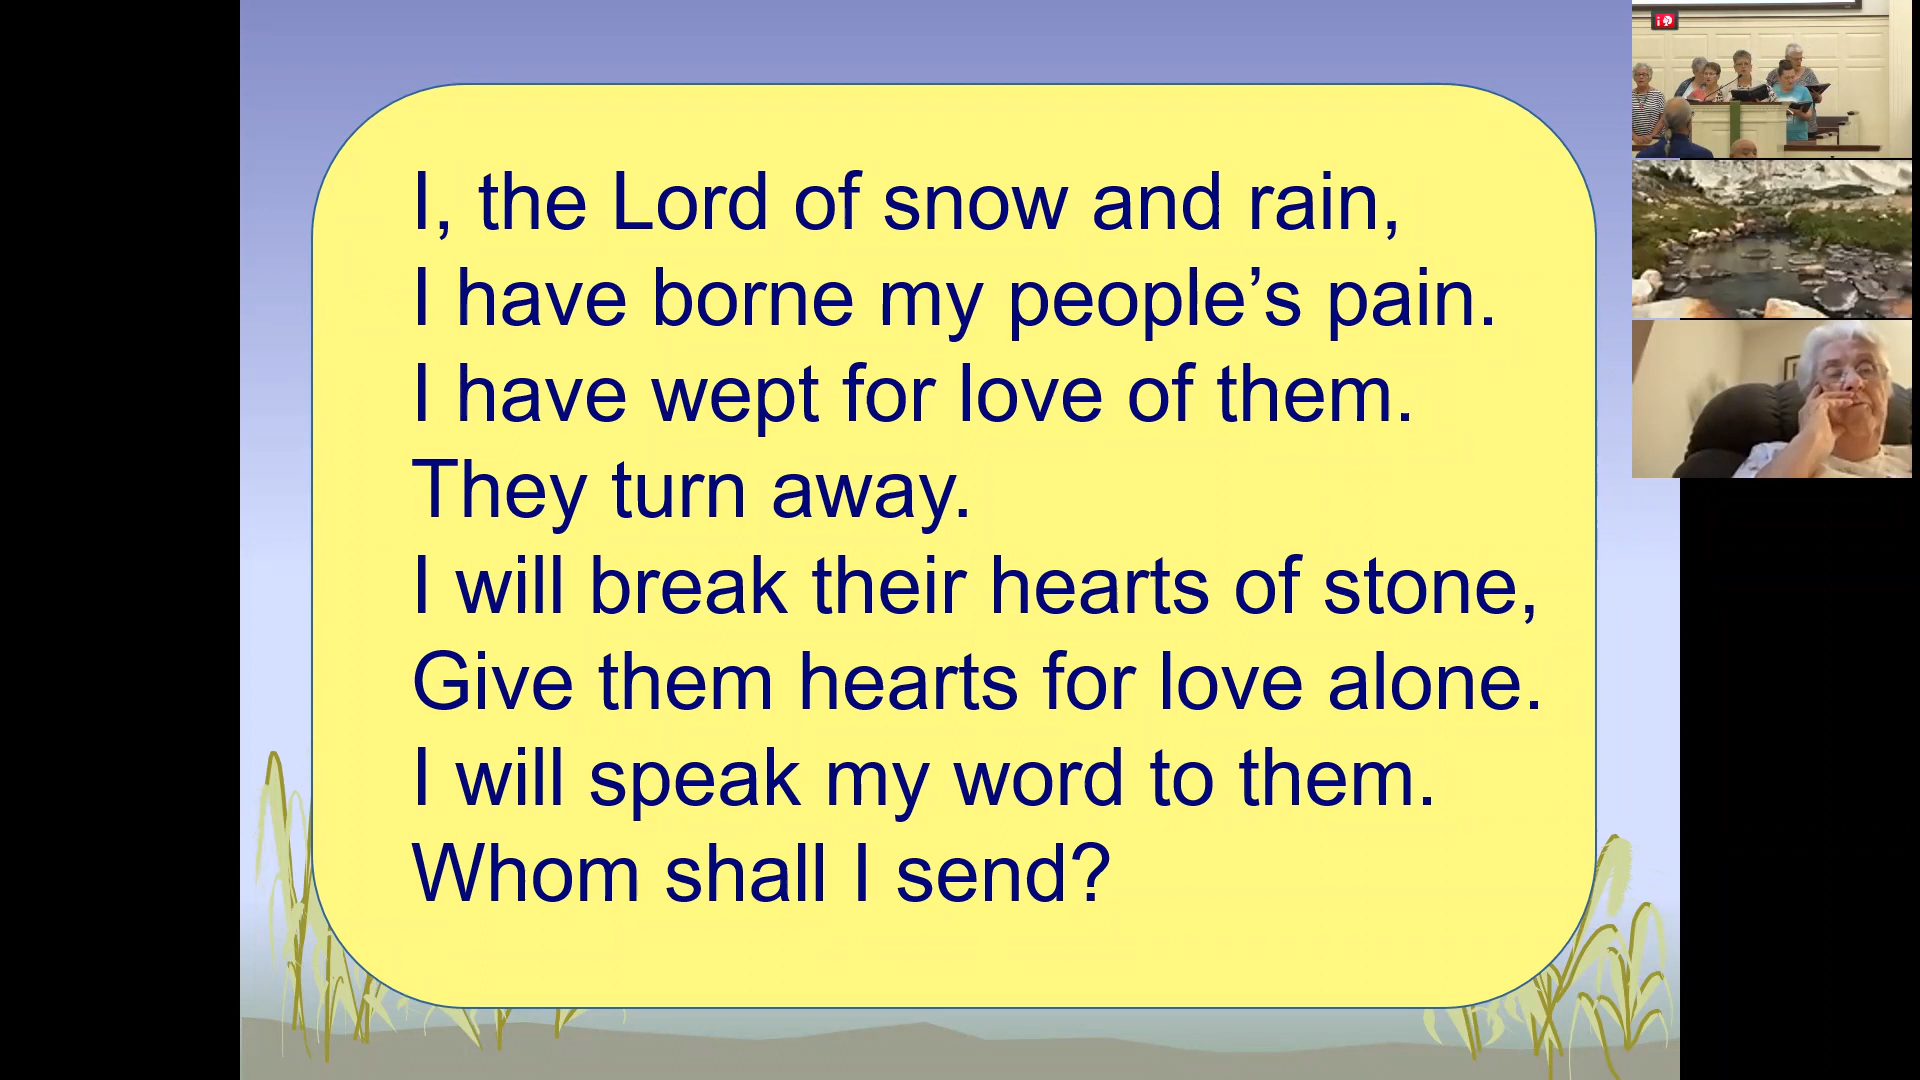 I, the Lord of snow and rain,
I have borne my people’s pain.
I have wept for love of them.
They turn away.
I will break their hearts of stone,
Give them hearts for love alone.
I will speak my word to them.
Whom shall I send?